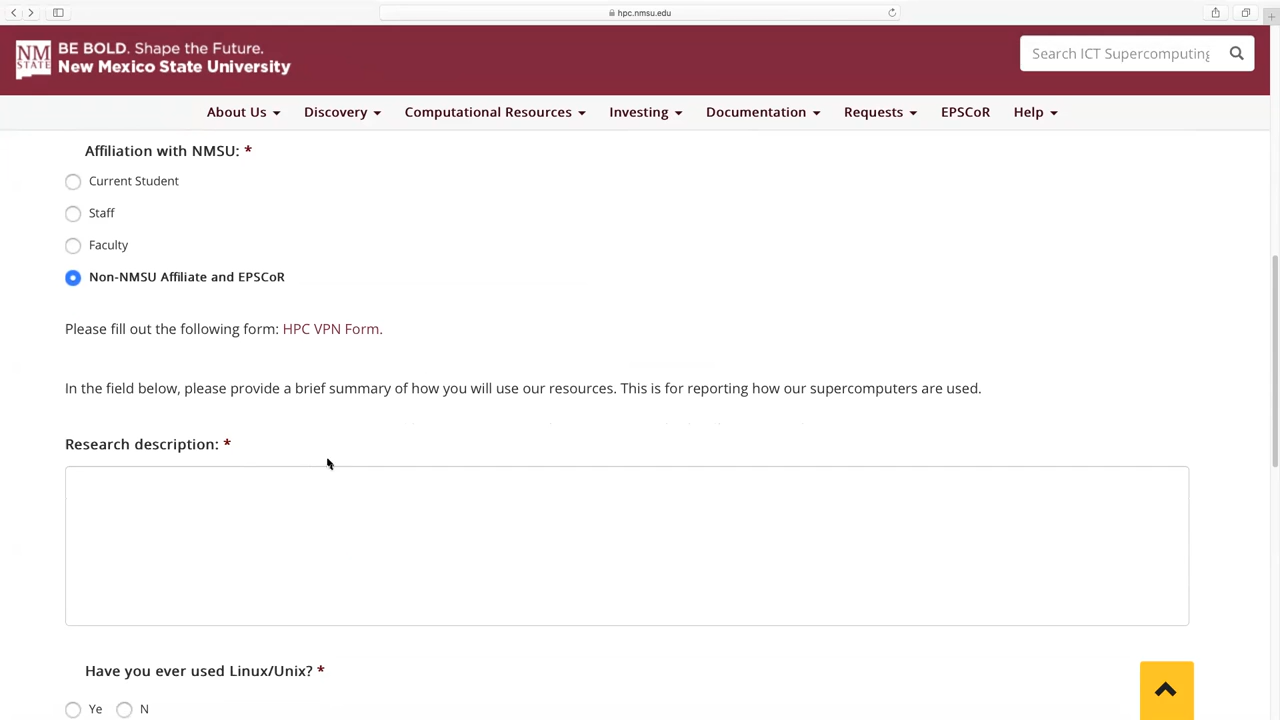 hpc.nmsu.edu
NM
STATE
BE BOLD. Shape the Future.
New Mexico State University
Search ICT Supercomputing
About Us Discovery Computational Resources Investing Documentation Requests EPSCoR Help
Affiliation with NMSU: *
Current Student
Staff
Faculty
Non-NMSU Affiliate and EPSCoR
Please fill out the following form: HPC VPN Form.
In the field below, please provide a brief summary of how you will use our resources. This is for reporting how our supercomputers are used.
Research description: *
Have you ever used Linux/Unix? *
Ye N